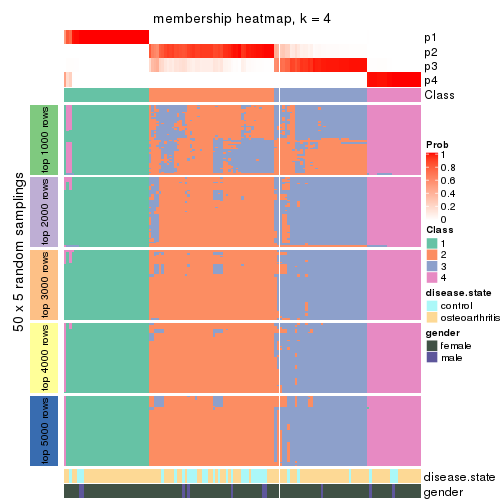 membership heatmap, k = 4
p1
p2
p3
p4
Class
50 x 5 random samplings
top 1000 rows
top 2000 rows
top 3000 rows
top 4000 rows
top 5000 rows
Prob
1
0.8
0.6
0.4
0.2
0
Class
1
2
3
4
disease.state
control
osteoarthritis
gender
female
male
disease.state
gender